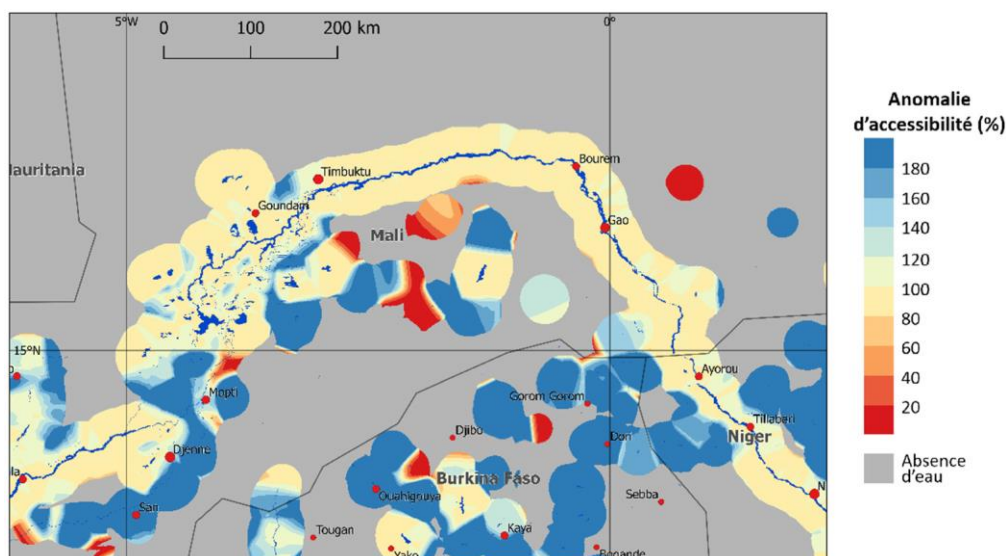 5°W
0°
0 100 200 km
Anomalie
d'accessibilité (%)
180
160
140
120
100
80
60
40
20
Absence
d'eau
lauritania
Timbuktu
Bourem
Goundam
Gao
Mali
15°N
Mopti
Ayorou
Gorom Gorom
Tillaberi
Djibo
Dori
Niger
Djenne
la
Burkina Faso
Ouahigouya
Sebba
N
San
Tougan
Kaya
Yako